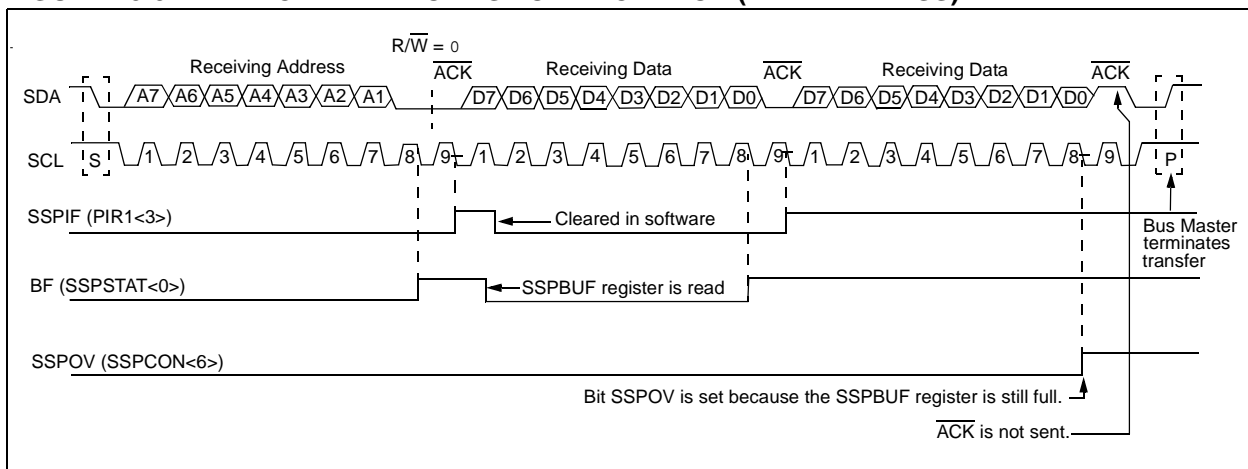 R/W = 0
Receiving Address
ACK
Receiving Data
ACK
Receiving Data
ACK
SDA
A7 A6 A5 A4 A3 A2 A1
D7 D6 D5 D4 D3 D2 D1 D0
D7 D6 D5 D4 D3 D2 D1 D0
SCL
S
1 2 3 4 5 6 7 8 9
1 2 3 4 5 6 7 8 9
1 2 3 4 5 6 7 8 9
P
SSPIF (PIR1<3>)
Cleared in software
Bus Master
terminates
transfer
BF (SSPSTAT<0>)
SSPBUF register is read
SSPOV (SSPCON<6>)
Bit SSPOV is set because the SSPBUF register is still full.
ACK is not sent.